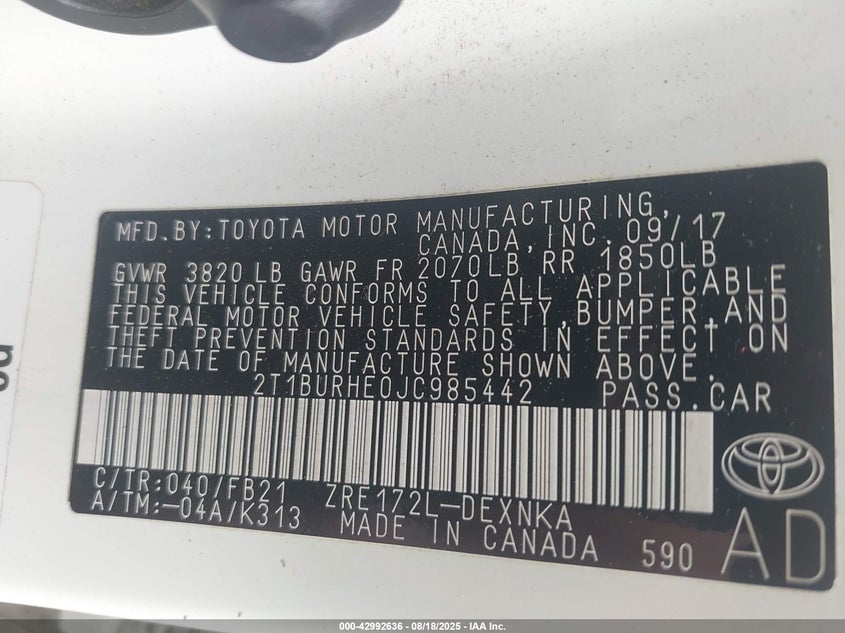 MFD.BY:TOYOTA MOTOR MANUFACTURING,
CANADA, INC. 09/17
GVWR 3820 LB GAWR FR 2070LB RR 1850LB
THIS VEHICLE CONFORMS TO ALL APPLICABLE
FEDERAL MOTOR VEHICLE SAFETY,BUMPER,AND
THEFT PREVENTION STANDARDS IN EFFECT ON
THE DATE OF MANUFACTURE SHOWN ABOVE.
2T1BURHE0JC985442 PASS.CAR
C/TR:040/FB21 ZRE172L-DEXNKA
A/TM:-04A/K313 MADE IN CANADA 590 AD
000-42992636 - 08/18/2025 - IAA Inc.